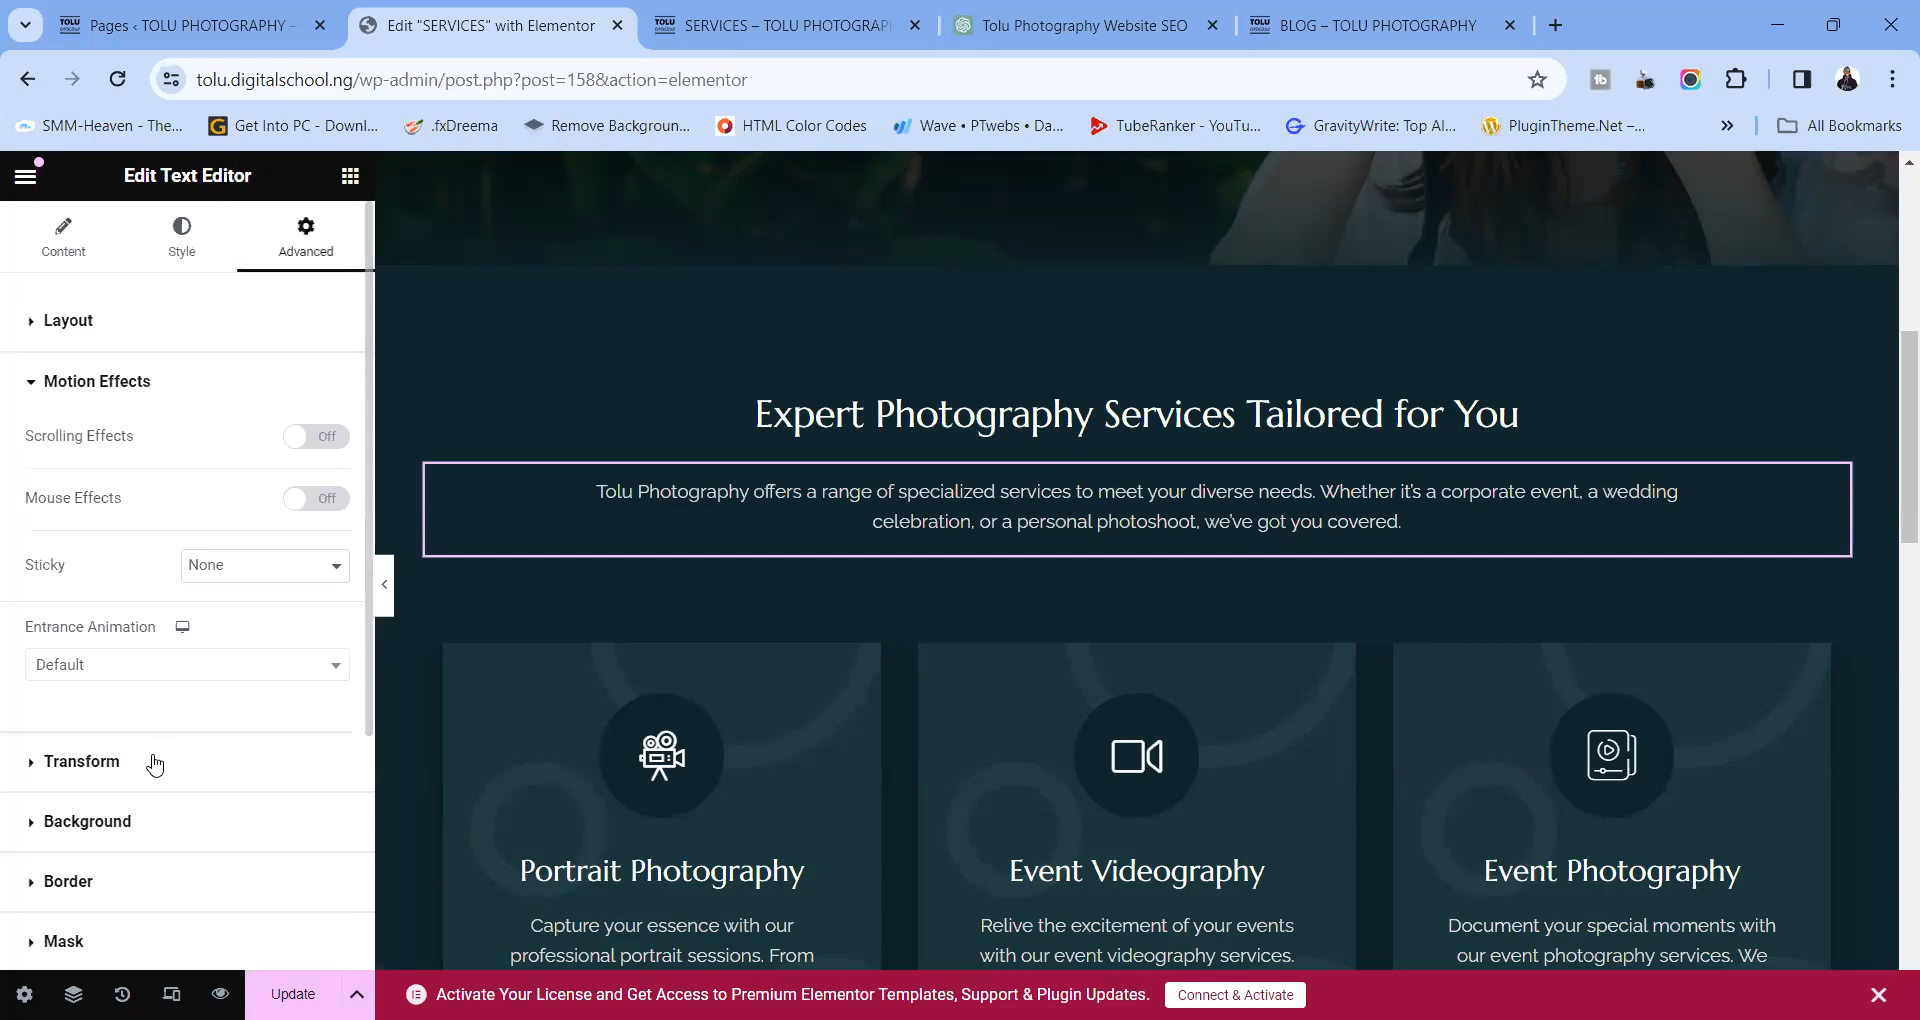 TOLU
Pages ‹ TOLU PHOTOGRAPHY –
Edit "SERVICES" with Elementor
TOLU
SERVICES – TOLU PHOTOGRAP
Tolu Photography Website SEO
TOLU
BLOG – TOLU PHOTOGRAPHY
tolu.digitalschool.ng/wp-admin/post.php?post=158&action=elementor
SMM-Heaven - The...
Get Into PC - Downl...
.fxDreema
Remove Backgroun...
HTML Color Codes
Wave • PTwebs • Da...
TubeRanker - YouTu...
GravityWrite: Top Al...
PluginTheme.Net –...
All Bookmarks
Edit Text Editor
Content
Style
Advanced
Layout
Motion Effects
Scrolling Effects
Off
Mouse Effects
Off
Sticky
None
Entrance Animation
Default
Transform
Background
Border
Mask
Update
Expert Photography Services Tailored for You
Tolu Photography offers a range of specialized services to meet your diverse needs. Whether it's a corporate event, a wedding
celebration, or a personal photoshoot, we've got you covered.
Portrait Photography
Capture your essence with our
professional portrait sessions. From
Event Videography
Relive the excitement of your events
with our event videography services.
Event Photography
Document your special moments with
our event photography services. We
Activate Your License and Get Access to Premium Elementor Templates, Support & Plugin Updates.
Connect & Activate